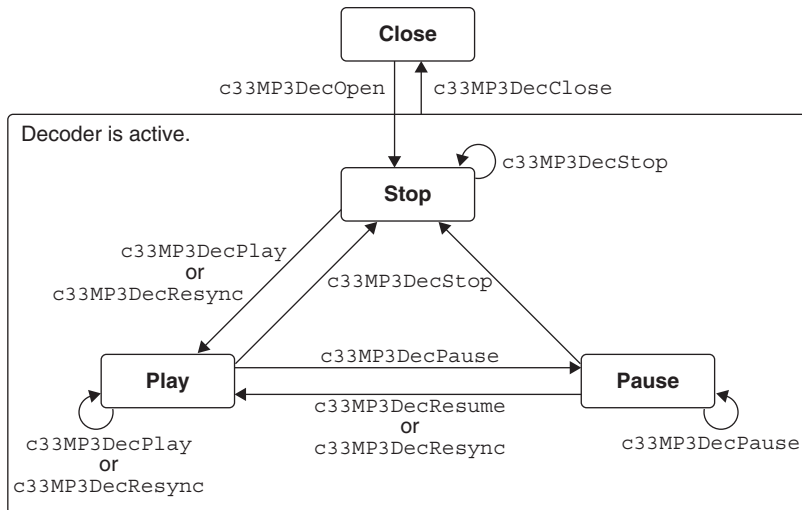 Close
c33MP3DecOpen
c33MP3DecClose
Decoder is active.
c33MP3DecStop
Stop
c33MP3DecPlay
or
c33MP3DecResync
c33MP3DecStop
c33MP3DecPause
Play
Pause
c33MP3DecResume
or
c33MP3DecResync
c33MP3DecPlay
or
c33MP3DecResync
c33MP3DecPause